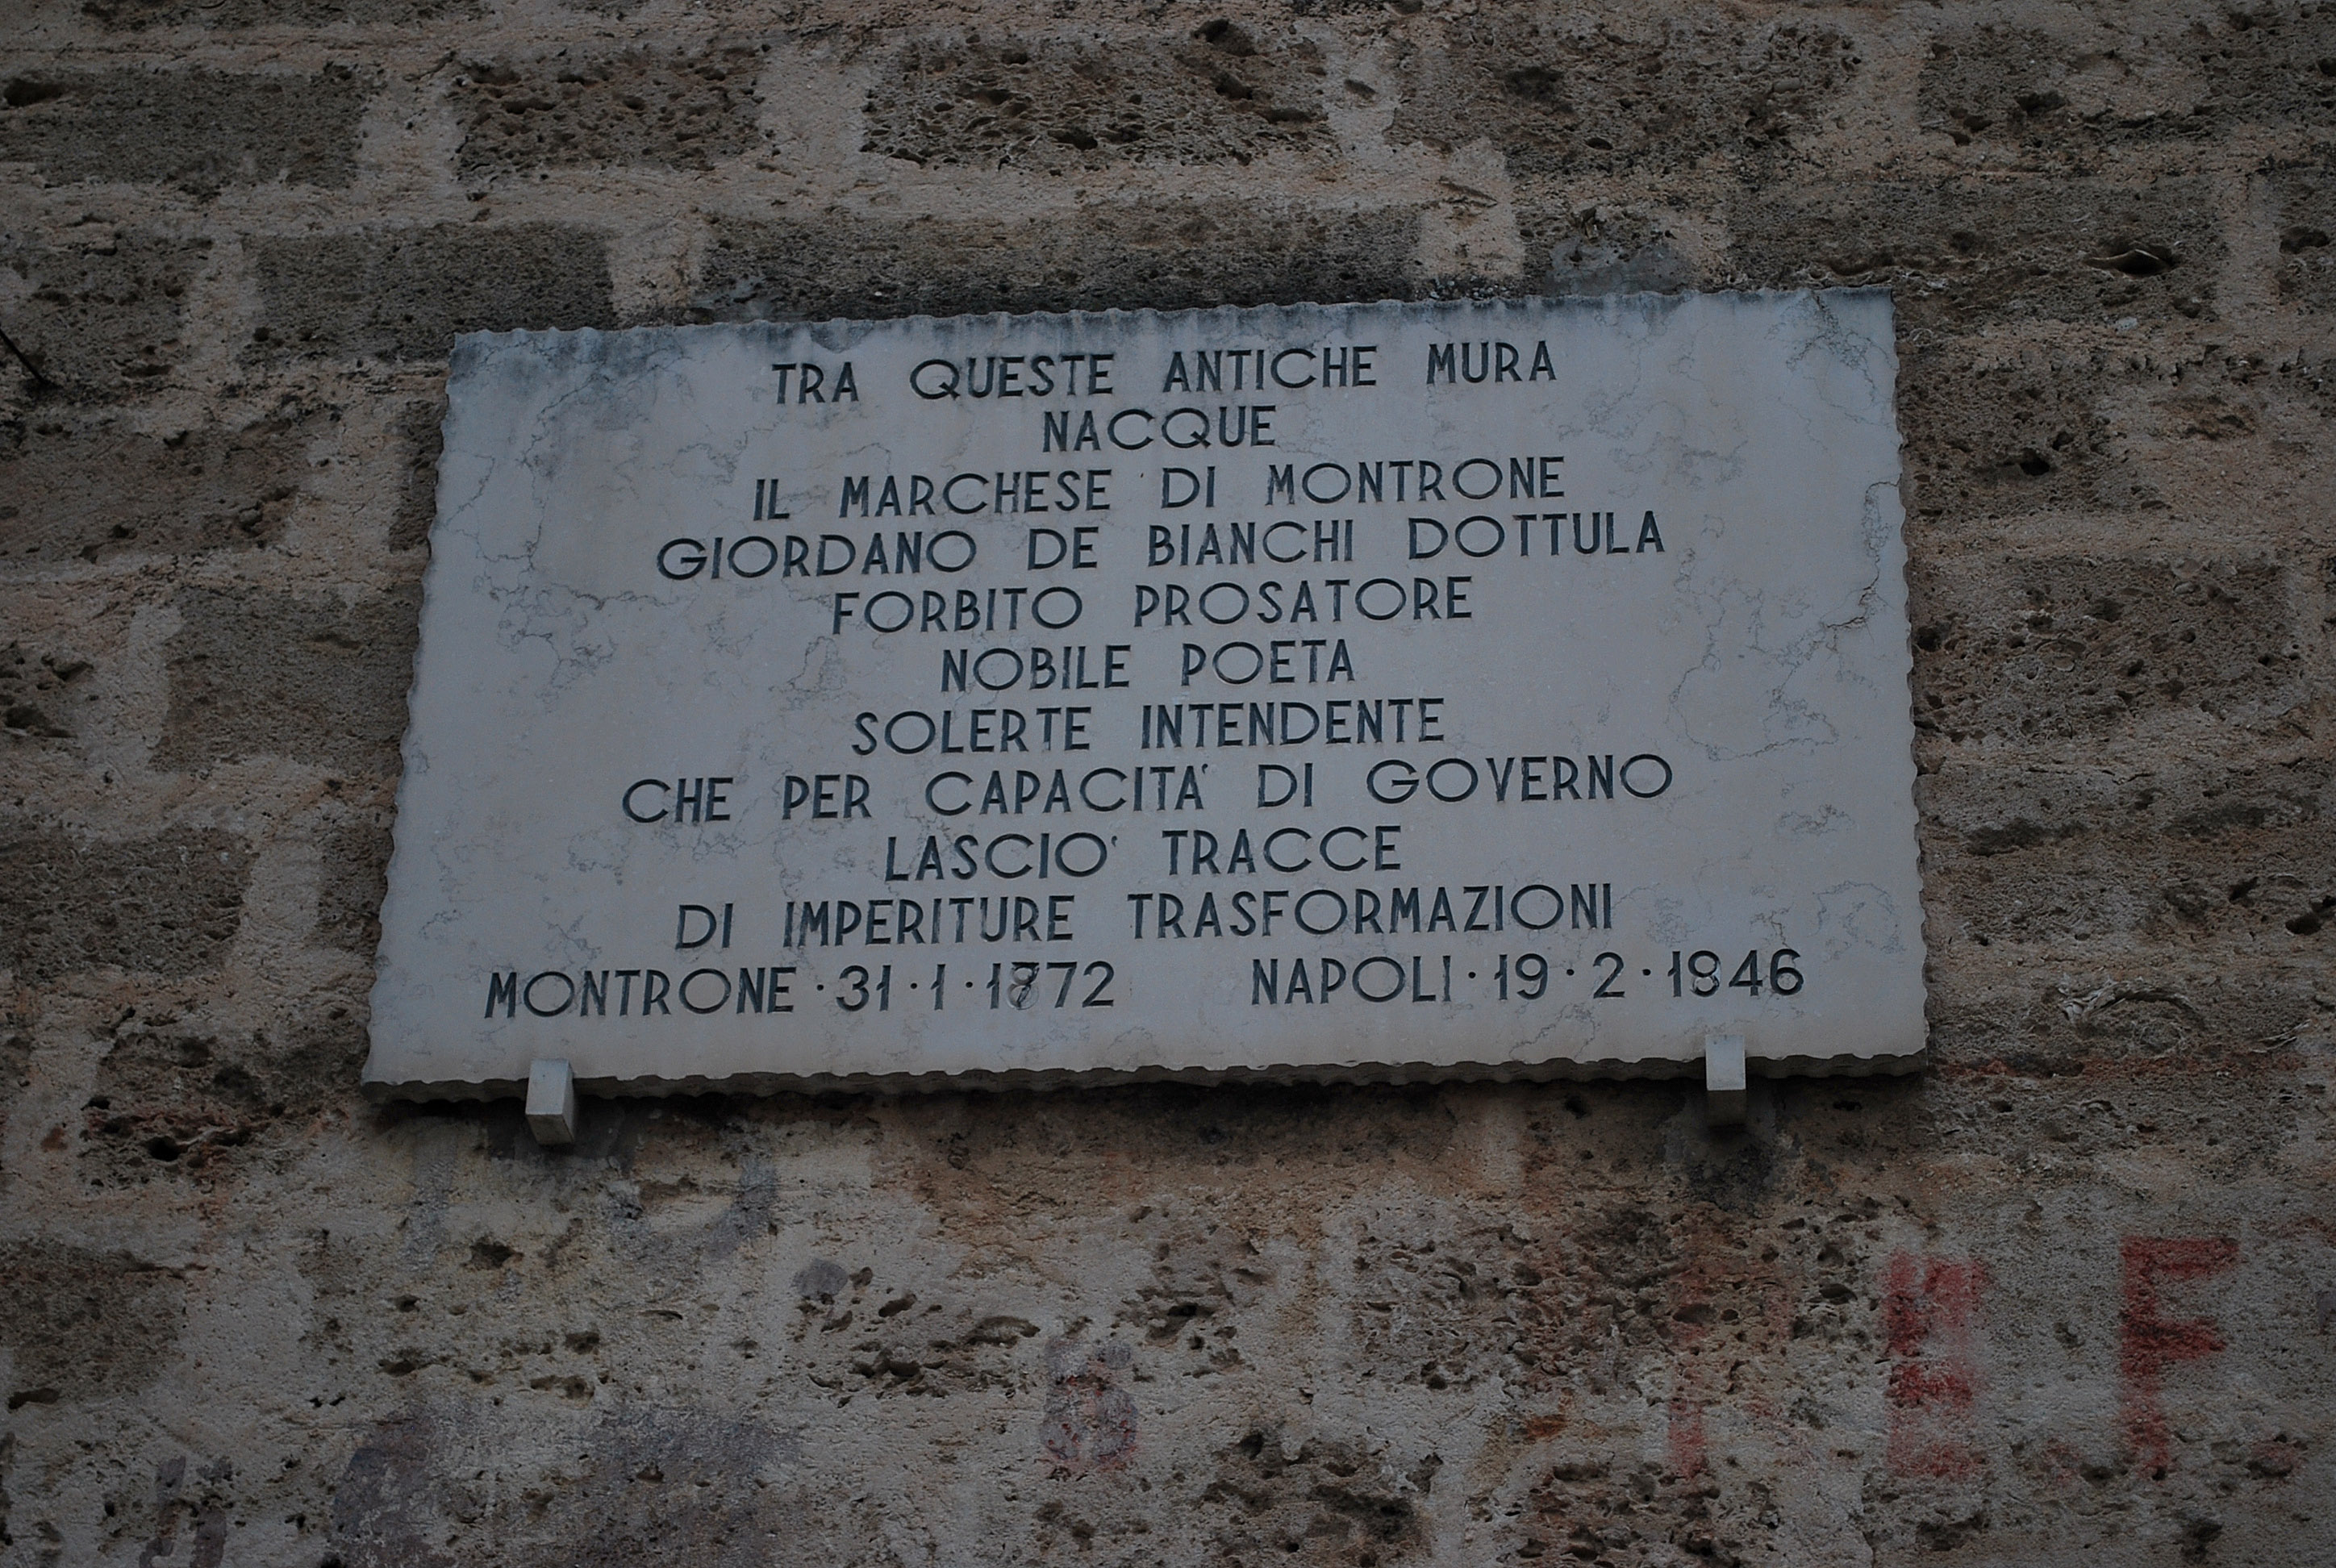 TRA QUESTE ANTICHE MURA
NACQUE
IL MARCHESE DI MONTRONE
GIORDANO DE BIANCHI DOTTULA
FORBITO PROSATORE
NOBILE POETA
SOLERTE INTENDENTE
CHE PER CAPACITA' DI GOVERNO
LASCIO' TRACCE
DI IMPERITURE TRASFORMAZIONI
MONTRONE · 31 · 1 · 1772 NAPOLI · 19 · 2 · 1846